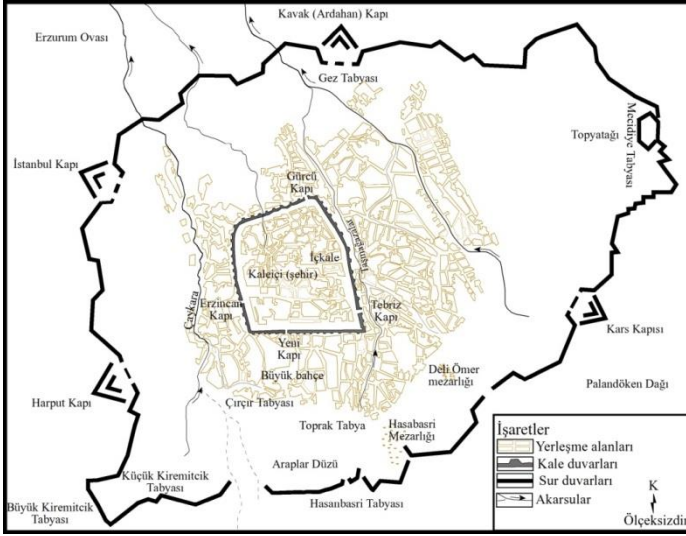 Kavak (Ardahan) Kapı
Erzurum Ovası
Gez Tabyası
Mecidiye Tabyası
Topyatağı
İstanbul Kapı
Gürcü
Kapı
Taşmağazalar
İçkale
Kaleiçi (şehir)
Çaykara
Erzincan
Kapı
Tebriz
Kapı
Kars Kapısı
Yeni
Kapı
Deli Ömer
mezarlığı
Palandöken Dağı
Büyük bahçe
Harput Kapı
Çırçır Tabyası
Toprak Tabya
Hasabasri
Mezarlığı
Araplar Düzü
Küçük Kiremitcik
Tabyası
Büyük Kiremitcik
Tabyası
Hasanbasri Tabyası
İşaretler
Yerleşme alanları
Kale duvarları
Sur duvarları
Akarsular
K
Ölçeksizdir